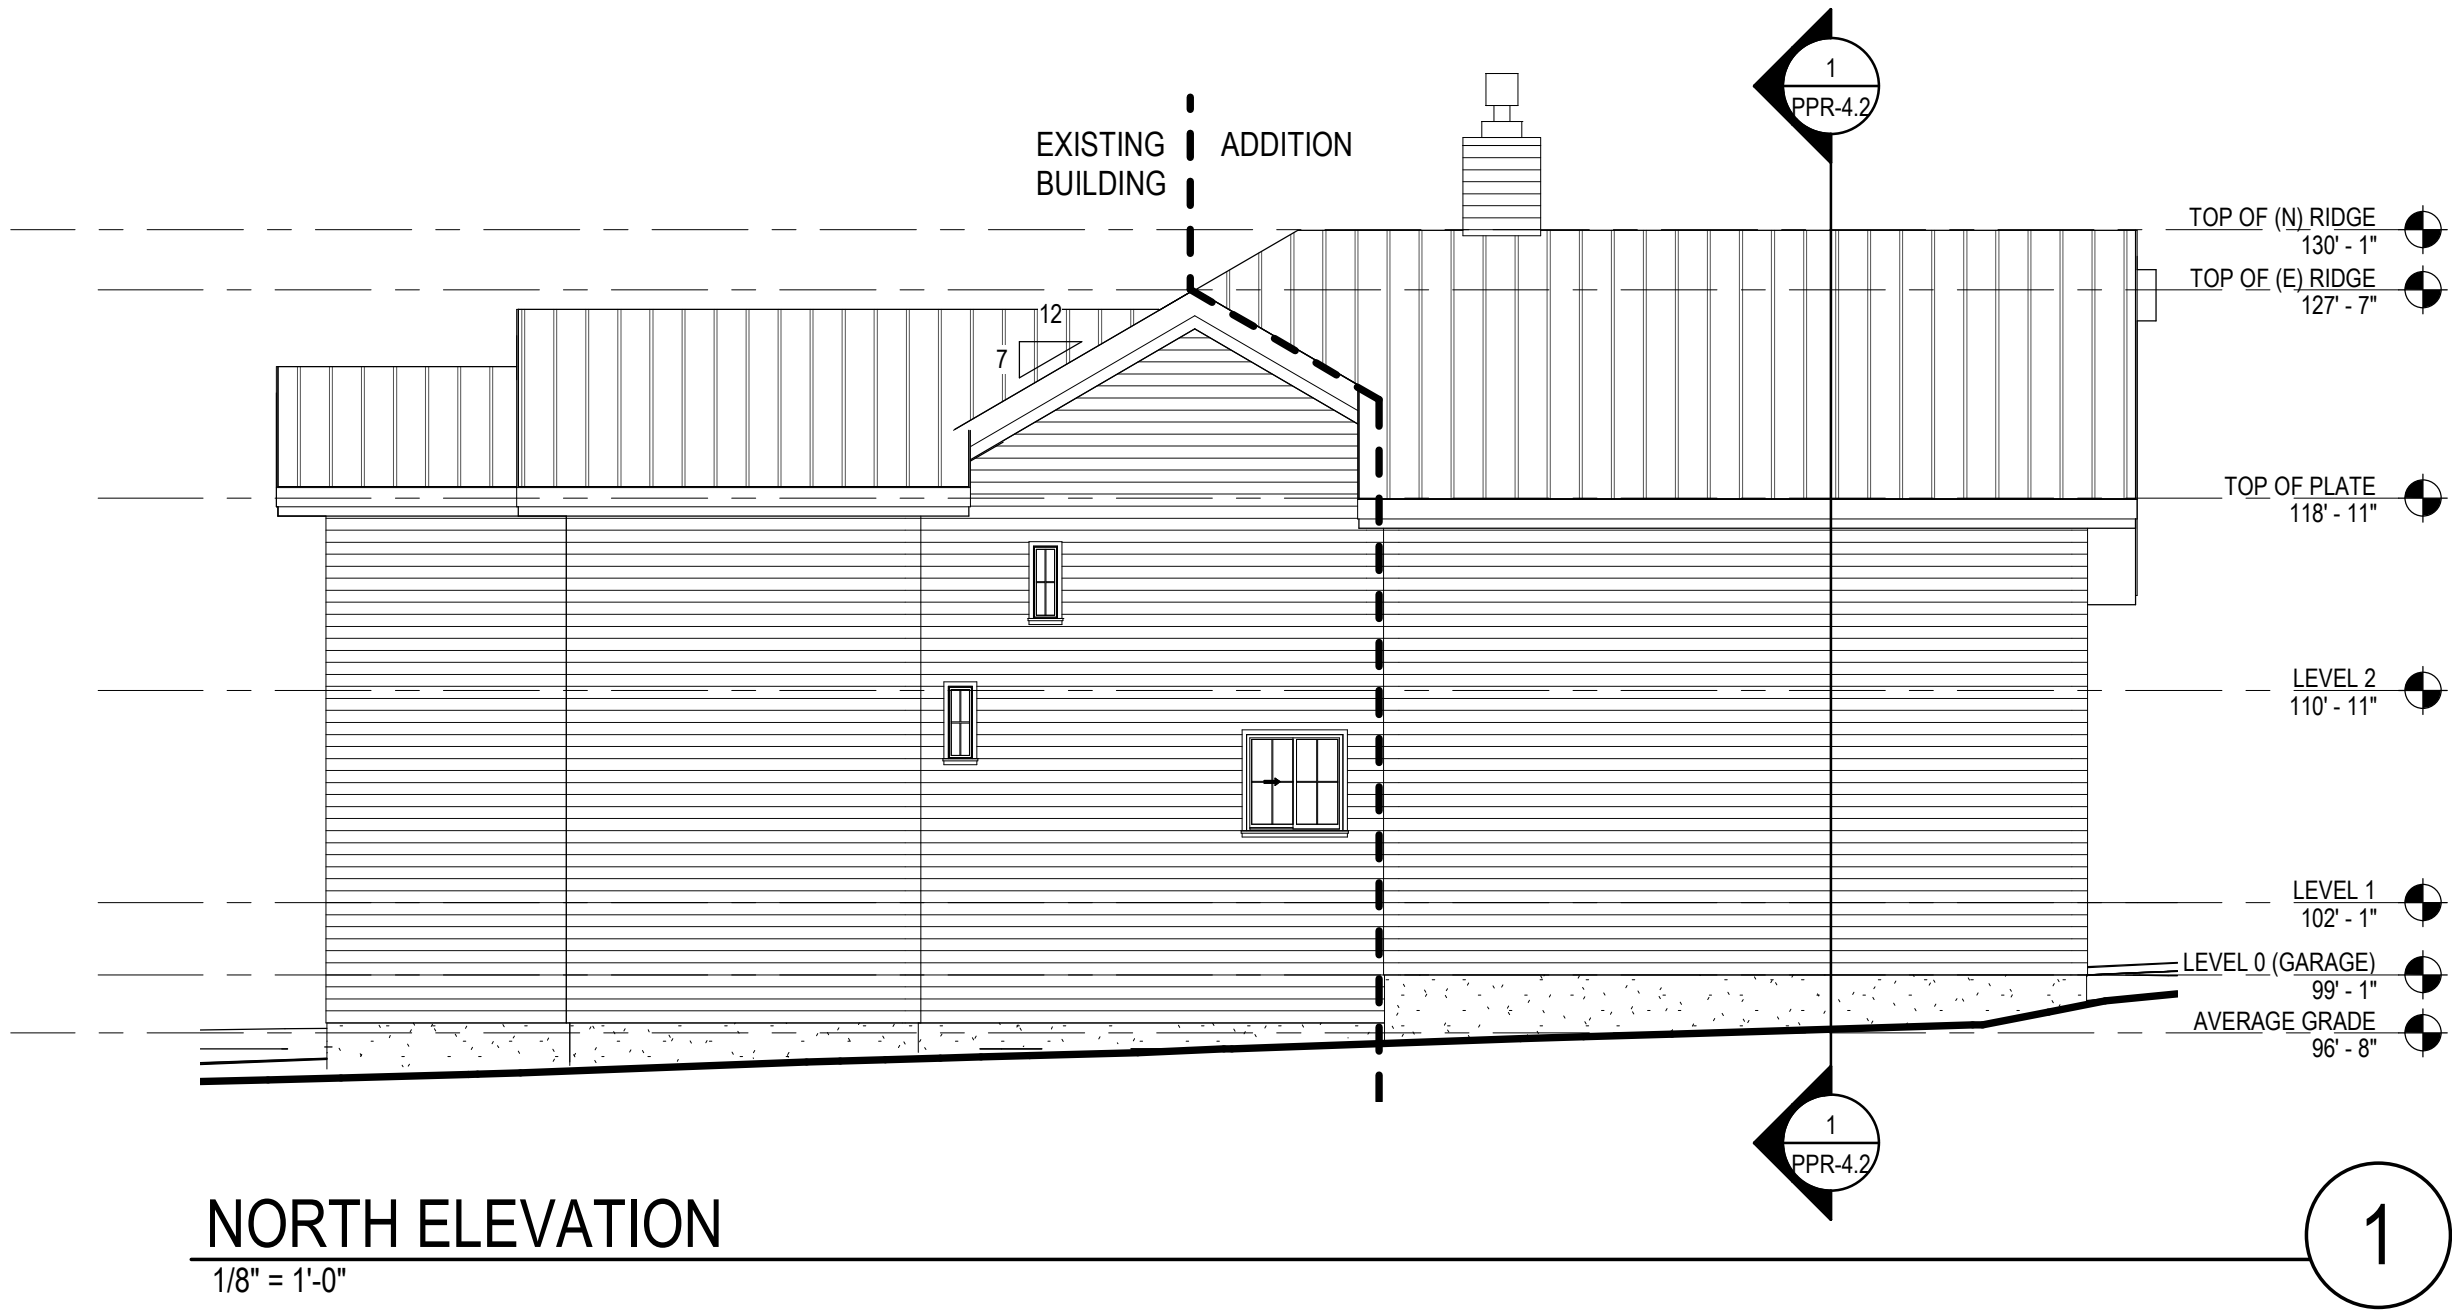 1
PPR-4.2
EXISTING
BUILDING
ADDITION
TOP OF (N) RIDGE
130' - 1"
TOP OF (E) RIDGE
127' - 7"
12
7
TOP OF PLATE
118' - 11"
LEVEL 2
110' - 11"
LEVEL 1
102' - 1"
LEVEL 0 (GARAGE)
99' - 1"
AVERAGE GRADE
96' - 8"
1
PPR-4.2
NORTH ELEVATION
1/8" = 1'-0"
1